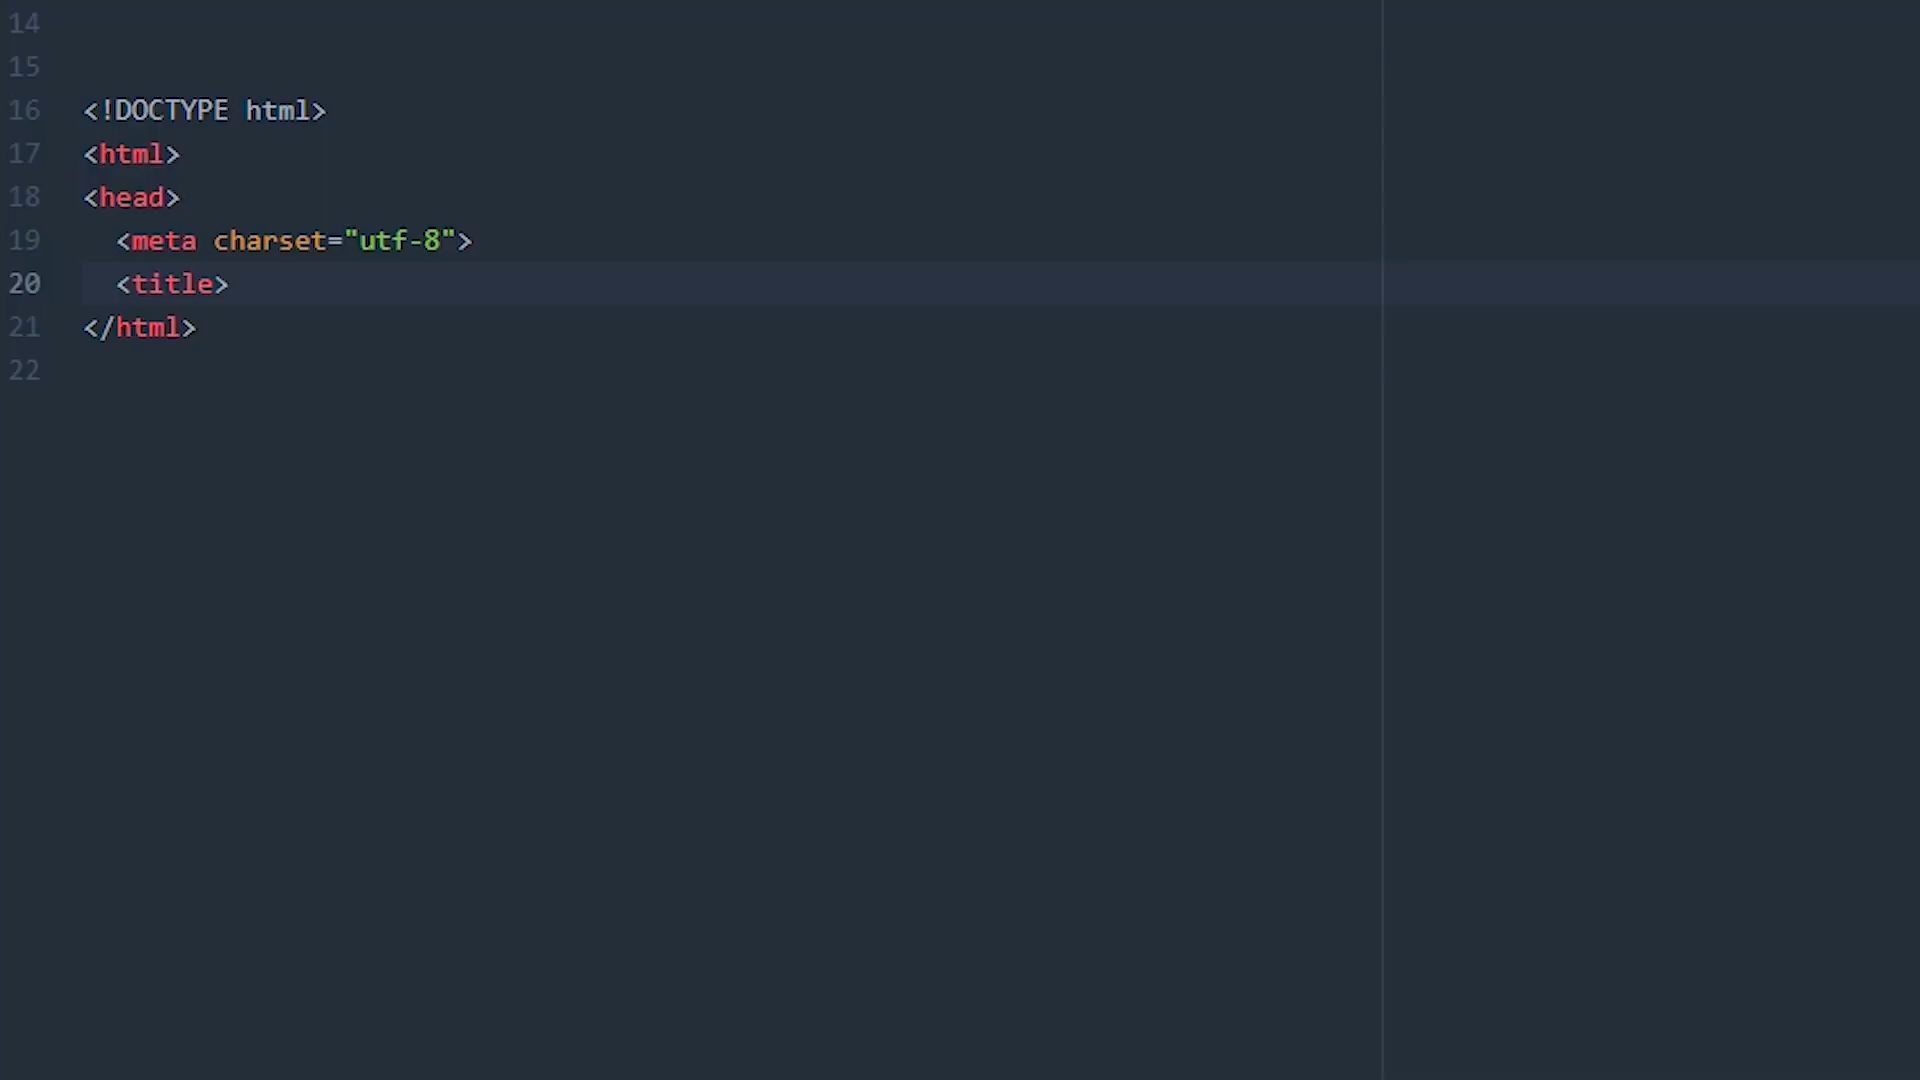 14
15
16 <!DOCTYPE html>
17 <html>
18 <head>
19   <meta charset="utf-8">
20   <title>
21 </html>
22